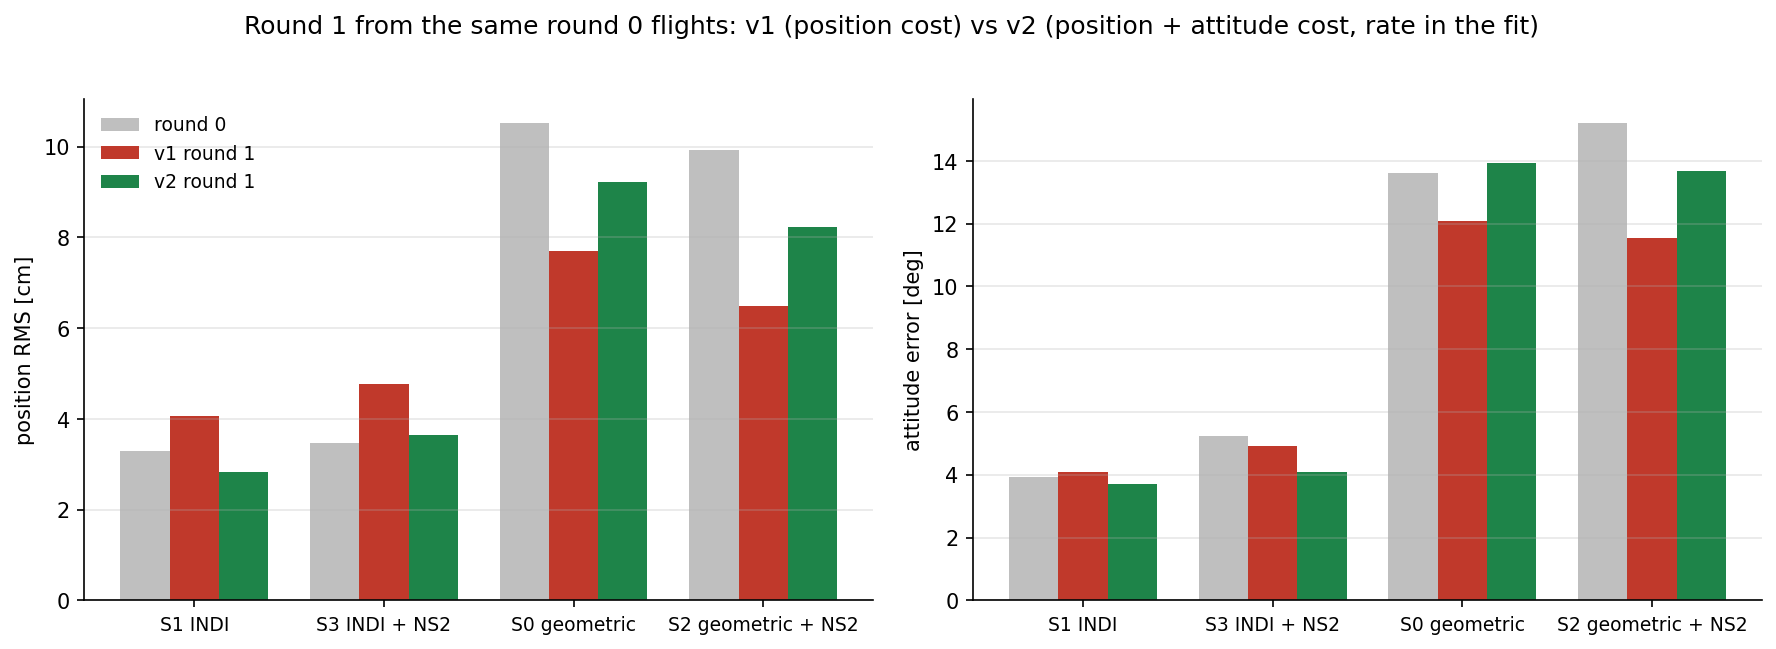 Round 1 from the same round 0 flights: v1 (position cost) vs v2 (position + attitude cost, rate in the fit)
round 0
v1 round 1
v2 round 1
position RMS [cm]
10
8
6
4
2
0
S1 INDI
S3 INDI + NS2
S0 geometric
S2 geometric + NS2
attitude error [deg]
14
12
10
8
6
4
2
0
S1 INDI
S3 INDI + NS2
S0 geometric
S2 geometric + NS2